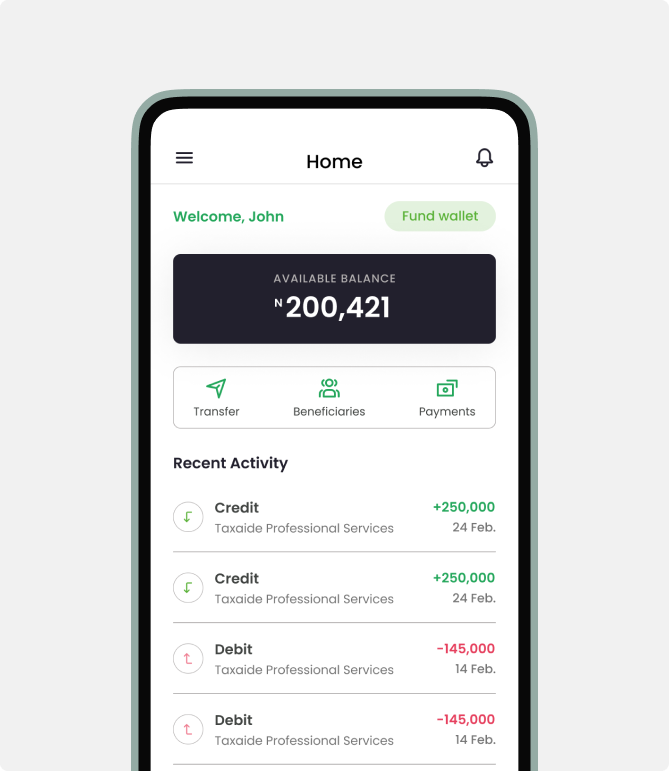 Home
Welcome, John
Fund wallet
AVAILABLE BALANCE
N 200,421
Transfer
Beneficiaries
Payments
Recent Activity
Credit
+250,000
Taxaide Professional Services
24 Feb.
Credit
+250,000
Taxaide Professional Services
24 Feb.
Debit
-145,000
Taxaide Professional Services
14 Feb.
Debit
-145,000
Taxaide Professional Services
14 Feb.